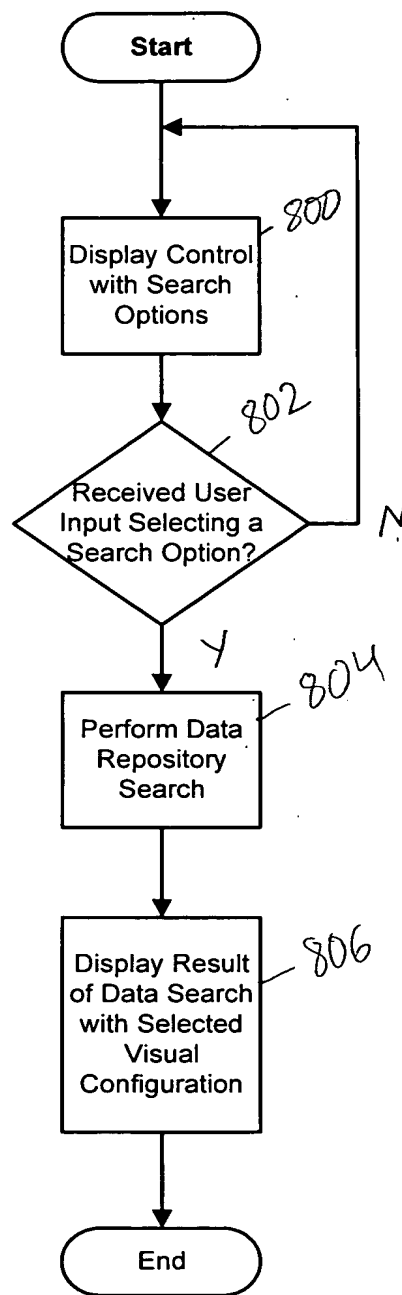 Start
800
Display Control
with Search
Options
802
Received User
Input Selecting a
Search Option?
N
Y
804
Perform Data
Repository
Search
806
Display Result
of Data Search
with Selected
Visual
Configuration
End